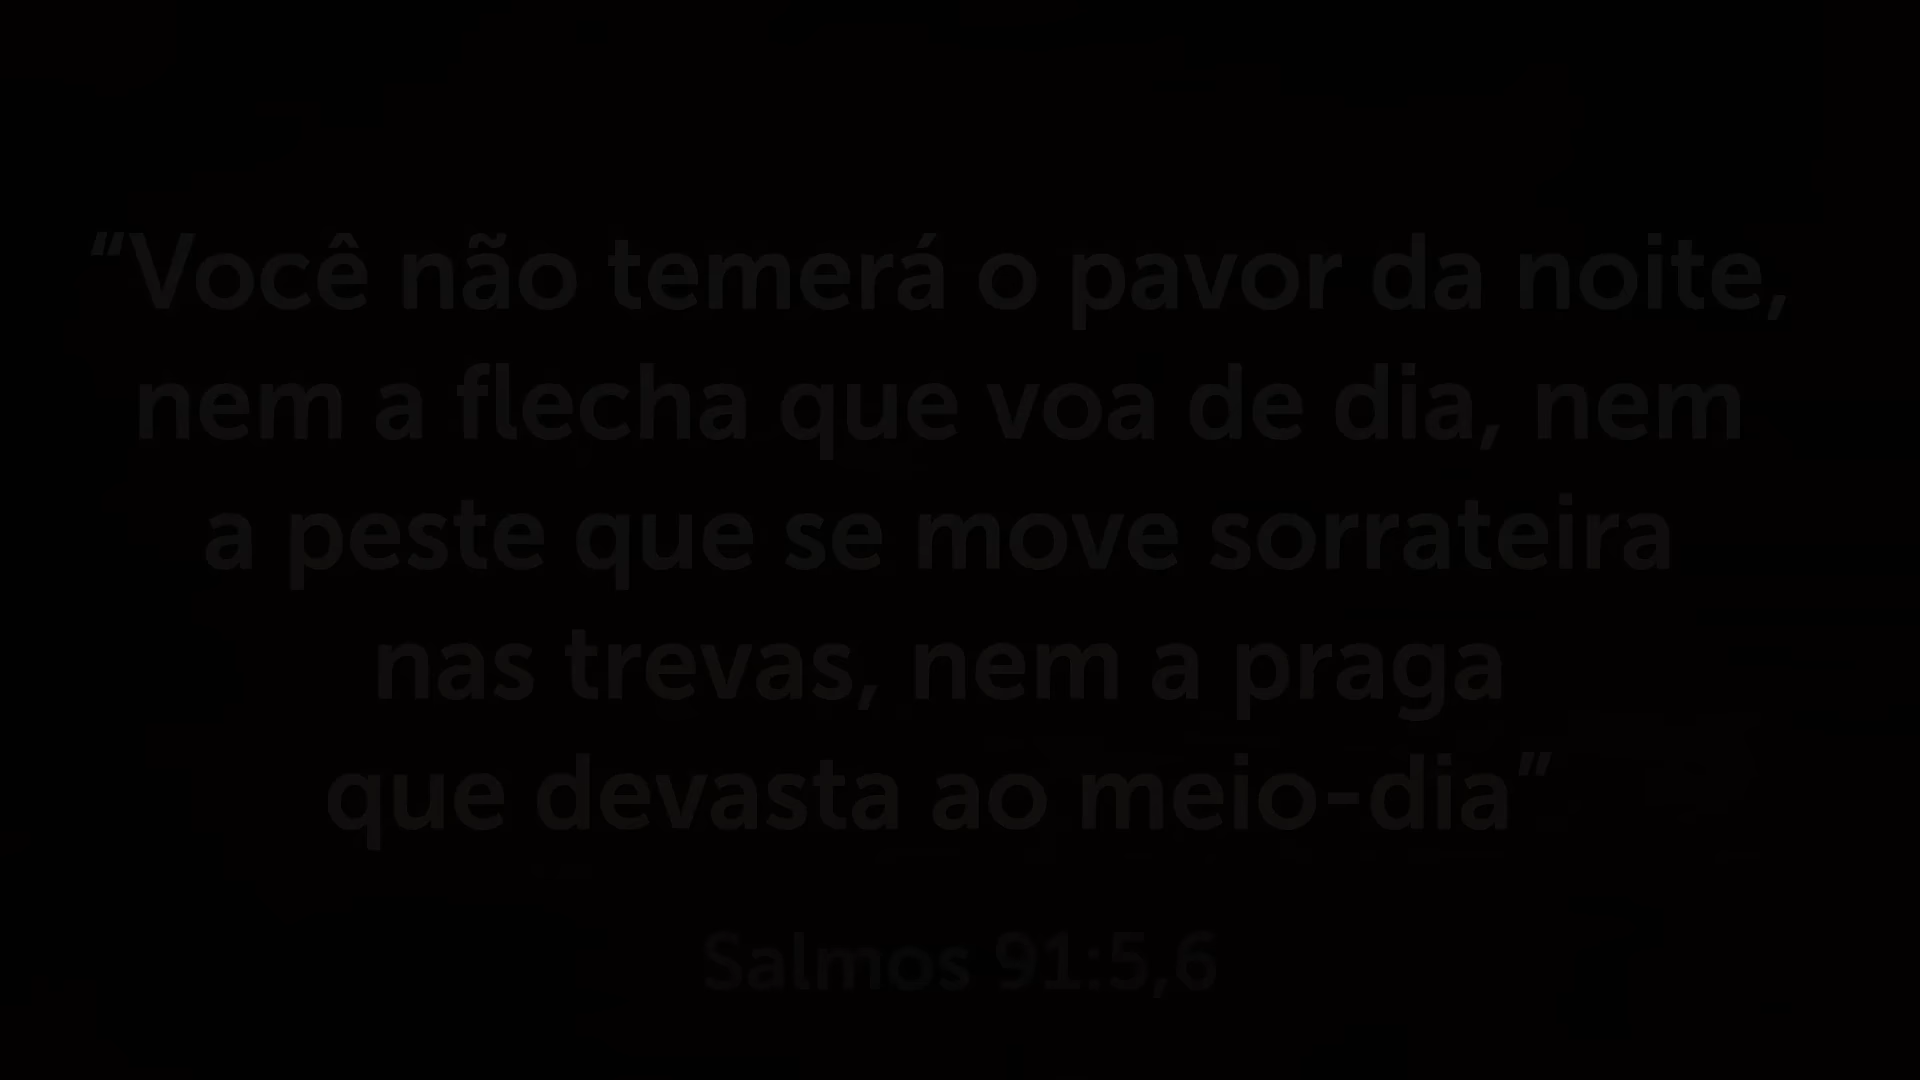 “Você não temerá o pavor da noite,
nem a flecha que voa de dia, nem
a peste que se move sorrateira
nas trevas, nem a praga
que devasta ao meio-dia”
Salmos 91:5,6